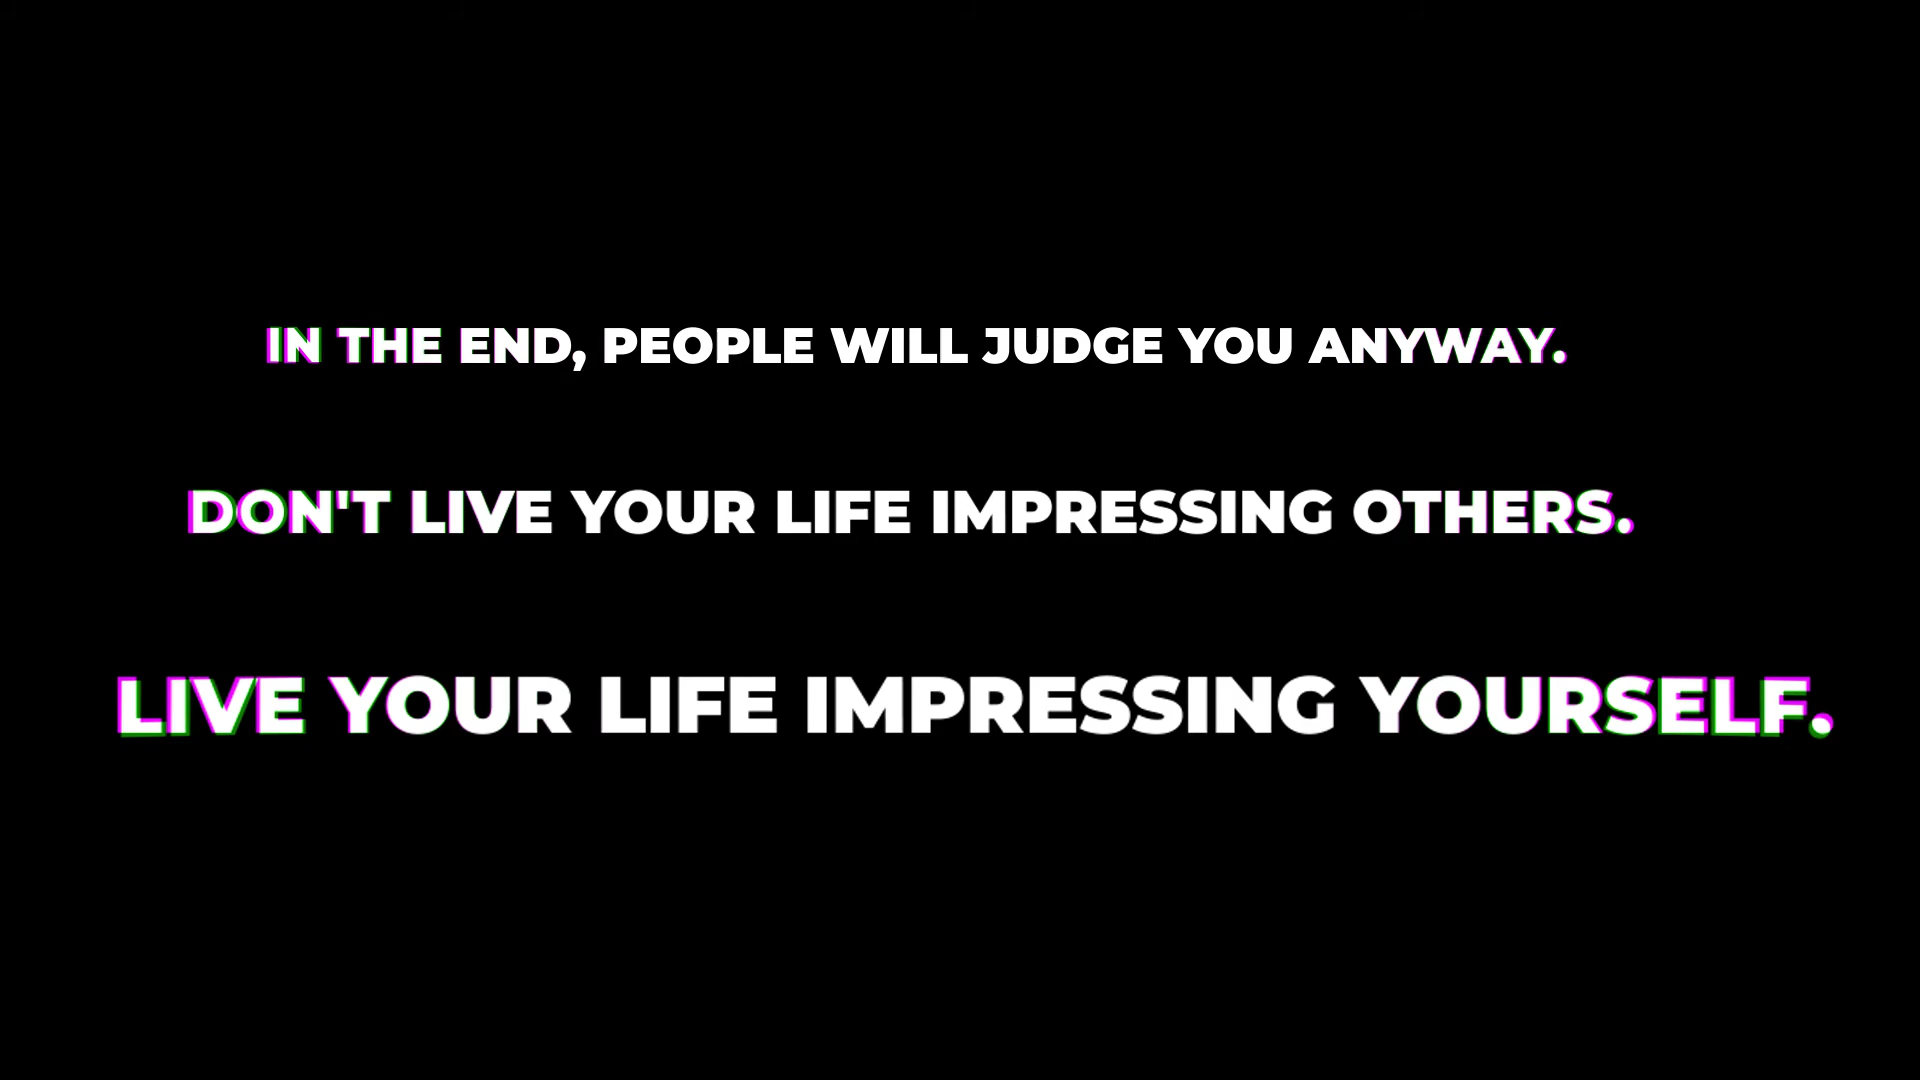 IN THE END, PEOPLE WILL JUDGE YOU ANYWAY.
DON'T LIVE YOUR LIFE IMPRESSING OTHERS.
LIVE YOUR LIFE IMPRESSING YOURSELF.